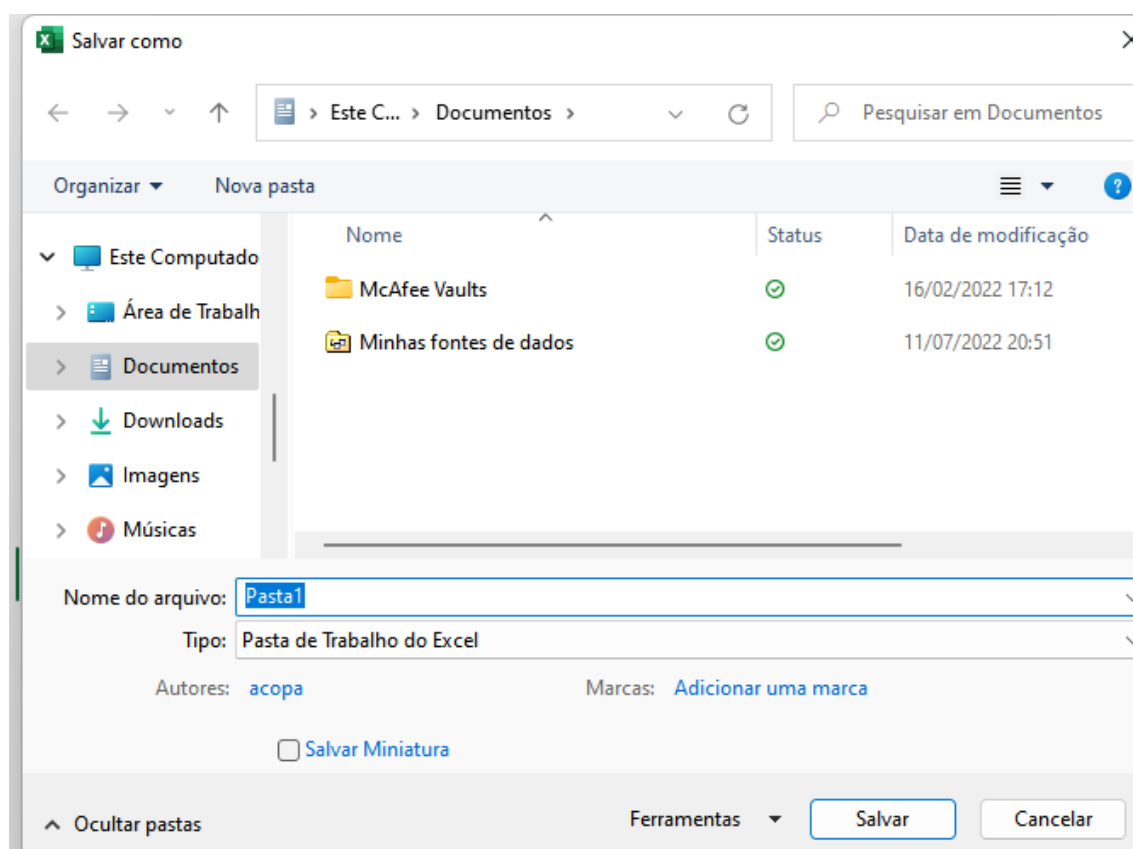 Salvar como
Este C... Documentos Pesquisar em Documentos
Organizar Nova pasta
Nome Status Data de modificação
Este Computado
McAfee Vaults 16/02/2022 17:12
Área de Trabalh
Minhas fontes de dados 11/07/2022 20:51
Documentos
Downloads
Imagens
Músicas
Nome do arquivo: Pasta1
Tipo: Pasta de Trabalho do Excel
Autores: acopa Marcas: Adicionar uma marca
Salvar Miniatura
Ocultar pastas Ferramentas Salvar Cancelar